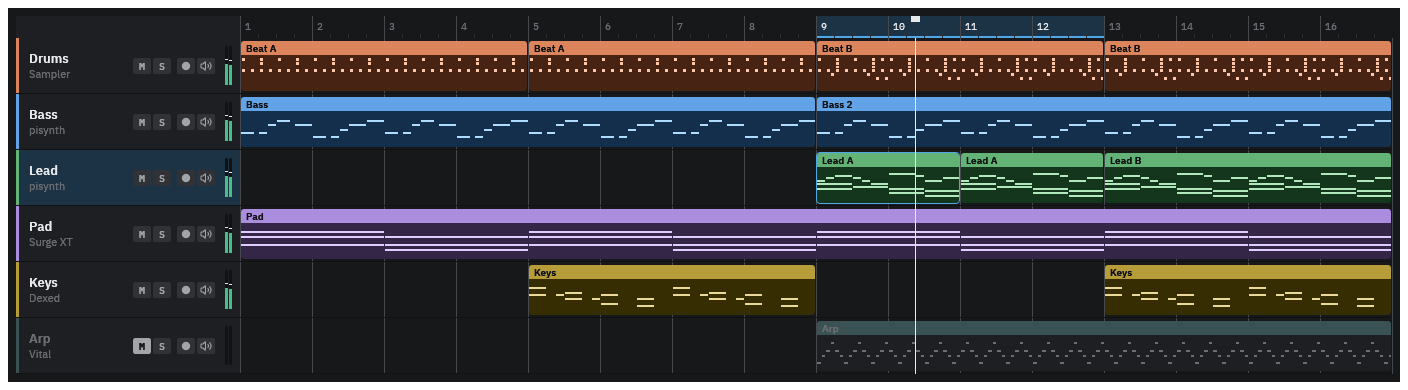 1 2 3 4 5 6 7 8 9 10 11 12 13 14 15 16
Drums M S Beat A Beat A Beat B Beat B
Sampler
Bass M S Bass Bass 2
pisynth
Lead M S Lead A Lead A Lead B
pisynth
Pad M S Pad
Surge XT
Keys M S Keys Keys
Dexed
Arp M S Arp
Vital